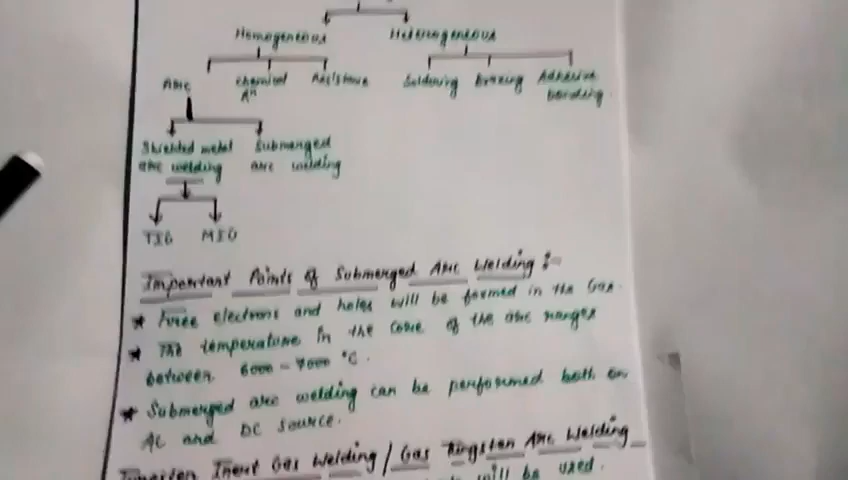 Homogeneous Heterogeneous
Arc chemical Resistance Soldering Brazing Adhesive
Rn bonding
Shielded metal Submerged
arc welding arc welding
TIG MIG
Important Points of Submerged Arc Welding :-
* Free electrons and holes will be formed in the Gas.
* The temperature in the core of the arc ranges
between 6000 - 7000 °C.
* Submerged arc welding can be performed both on
AC and DC source.
Tungsten Inert Gas Welding / Gas Tungsten Arc Welding
will be used.